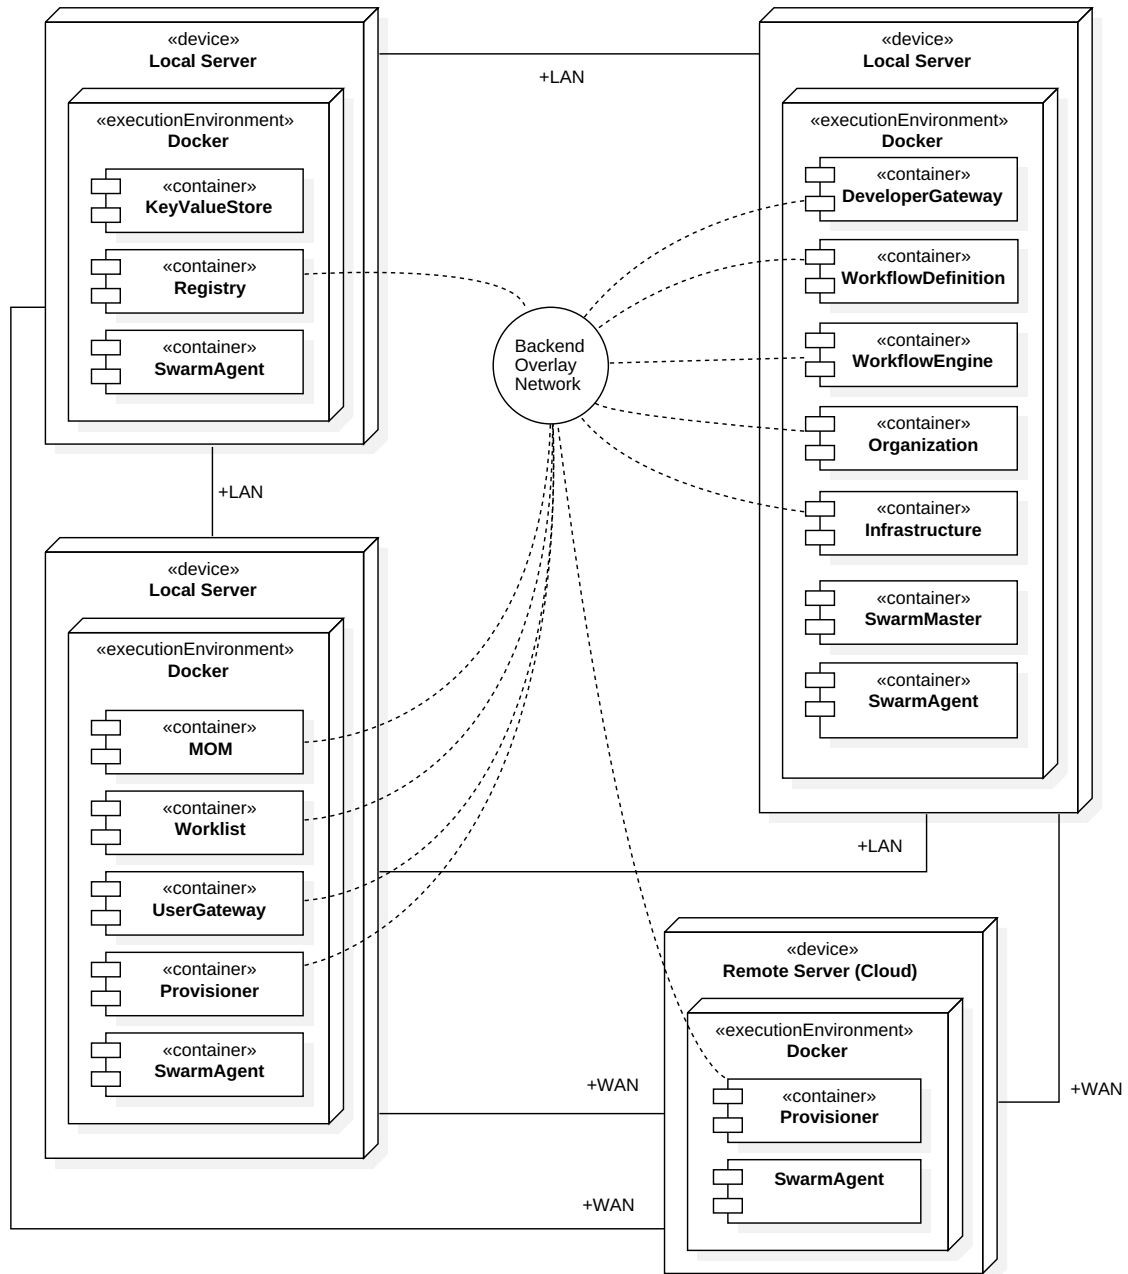 «device»
Local Server
«executionEnvironment»
Docker
«container»
KeyValueStore
«container»
Registry
«container»
SwarmAgent
+LAN
«device»
Local Server
«executionEnvironment»
Docker
«container»
DeveloperGateway
«container»
WorkflowDefinition
«container»
WorkflowEngine
«container»
Organization
«container»
Infrastructure
«container»
SwarmMaster
«container»
SwarmAgent
Backend
Overlay
Network
+LAN
«device»
Local Server
«executionEnvironment»
Docker
«container»
MOM
«container»
Worklist
«container»
UserGateway
«container»
Provisioner
«container»
SwarmAgent
+LAN
«device»
Remote Server (Cloud)
«executionEnvironment»
Docker
«container»
Provisioner
SwarmAgent
+WAN
+WAN
+WAN